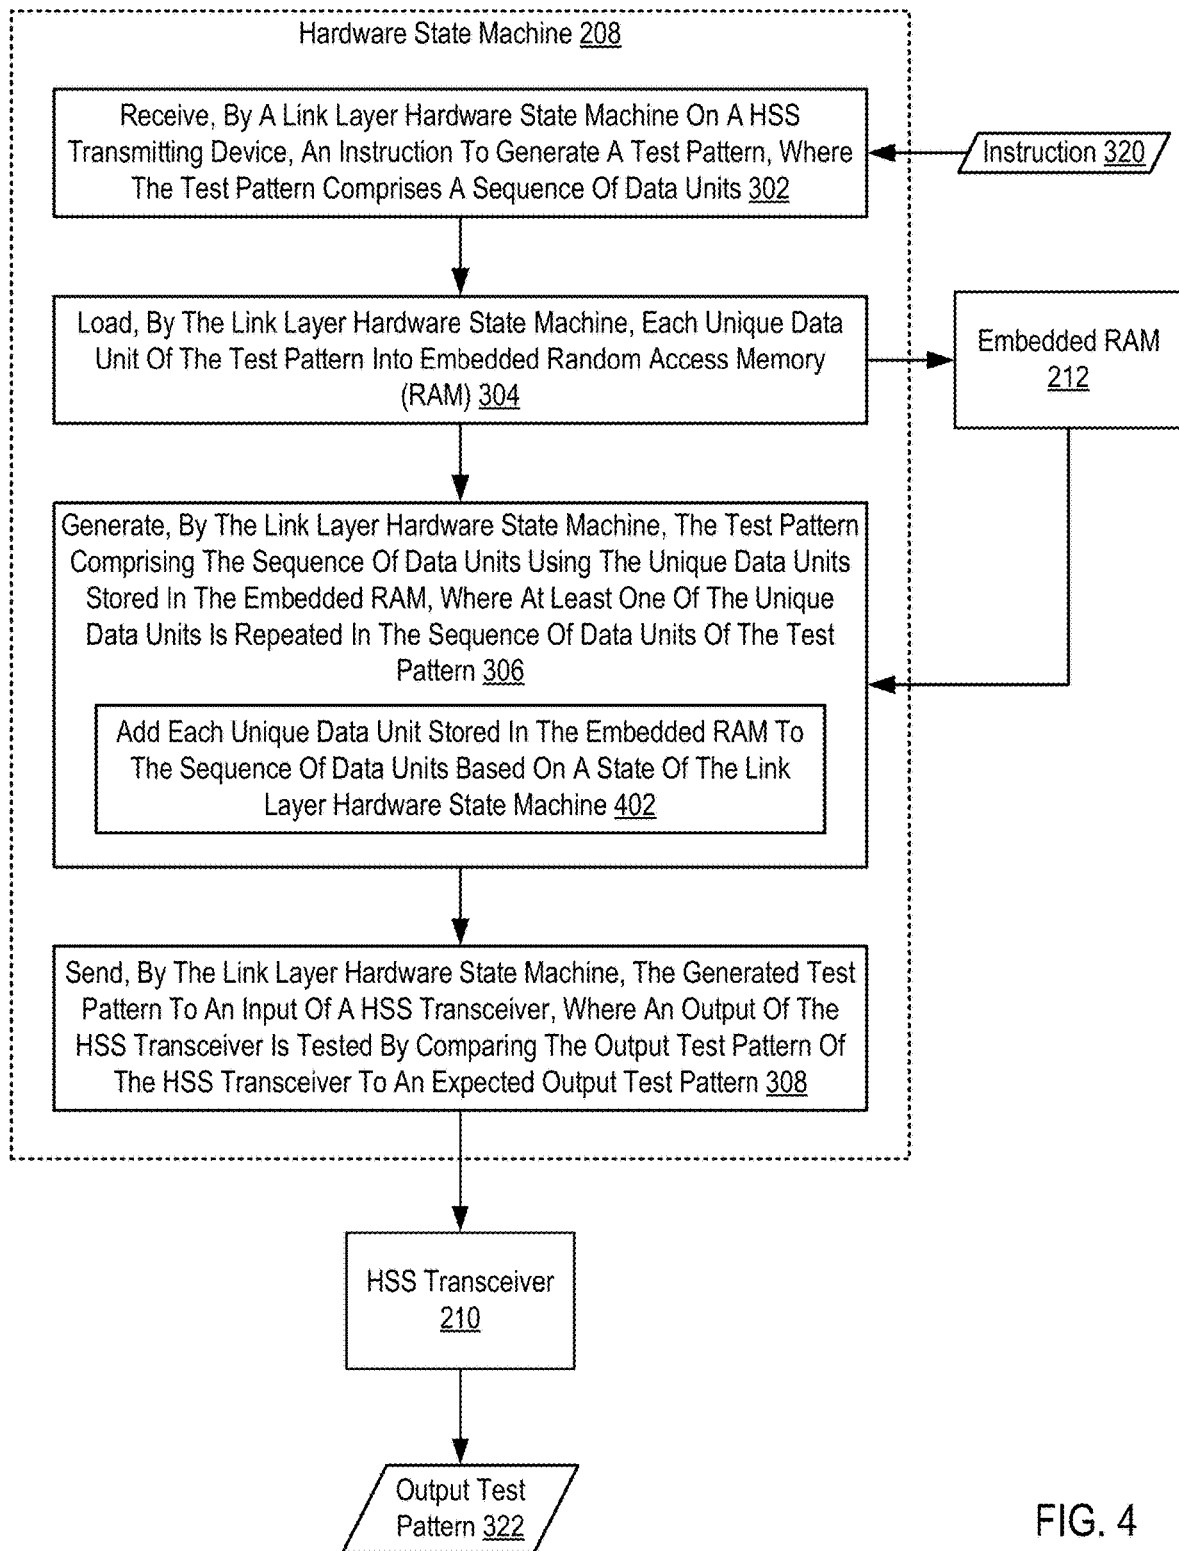 Hardware State Machine 208
Receive, By A Link Layer Hardware State Machine On A HSS
Transmitting Device, An Instruction To Generate A Test Pattern, Where
The Test Pattern Comprises A Sequence Of Data Units 302
Instruction 320
Load, By The Link Layer Hardware State Machine, Each Unique Data
Unit Of The Test Pattern Into Embedded Random Access Memory
(RAM) 304
Embedded RAM
212
Generate, By The Link Layer Hardware State Machine, The Test Pattern
Comprising The Sequence Of Data Units Using The Unique Data Units
Stored In The Embedded RAM, Where At Least One Of The Unique
Data Units Is Repeated In The Sequence Of Data Units Of The Test
Pattern 306
Add Each Unique Data Unit Stored In The Embedded RAM To
The Sequence Of Data Units Based On A State Of The Link
Layer Hardware State Machine 402
Send, By The Link Layer Hardware State Machine, The Generated Test
Pattern To An Input Of A HSS Transceiver, Where An Output Of The
HSS Transceiver Is Tested By Comparing The Output Test Pattern Of
The HSS Transceiver To An Expected Output Test Pattern 308
HSS Transceiver
210
Output Test
Pattern 322
FIG. 4